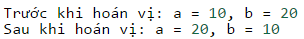 Trước khi hoán vị: a = 10, b = 20
Sau khi hoán vị: a = 20, b = 10